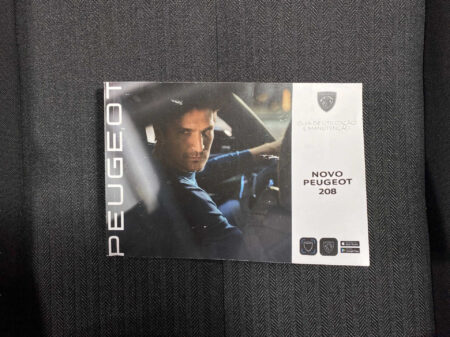 PEUGEOT
GUIA DE UTILIZAÇÃO
E MANUTENÇÃO
NOVO
PEUGEOT
208